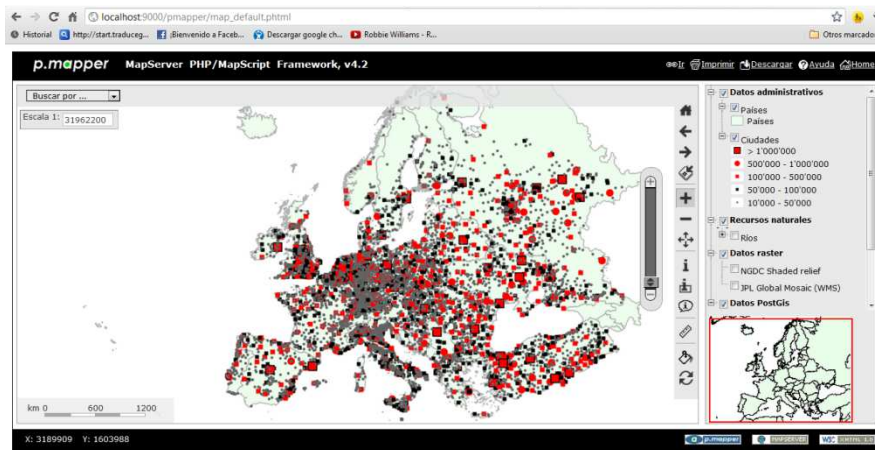 localhost:9000/pmapper/map_default.phtml
Historial http://start.traduceg... ¡Bienvenido a Faceb... Descargar google ch... Robbie Williams - R... Otros marcado
p.mapper MapServer PHP/MapScript Framework, v4.2 Ir Imprimir Descargar Ayuda Home
Buscar por ...
Escala 1: 31962200
Datos administrativos
Países
Países
Ciudades
> 1'000'000
500'000 - 1'000'000
100'000 - 500'000
50'000 - 100'000
10'000 - 50'000
Recursos naturales
Ríos
Datos raster
NGDC Shaded relief
JPL Global Mosaic (WMS)
Datos PostGis
km 0 600 1200
X: 3189909 Y: 1603988 p.mapper MAPSERVER W3C XHTML 1.0